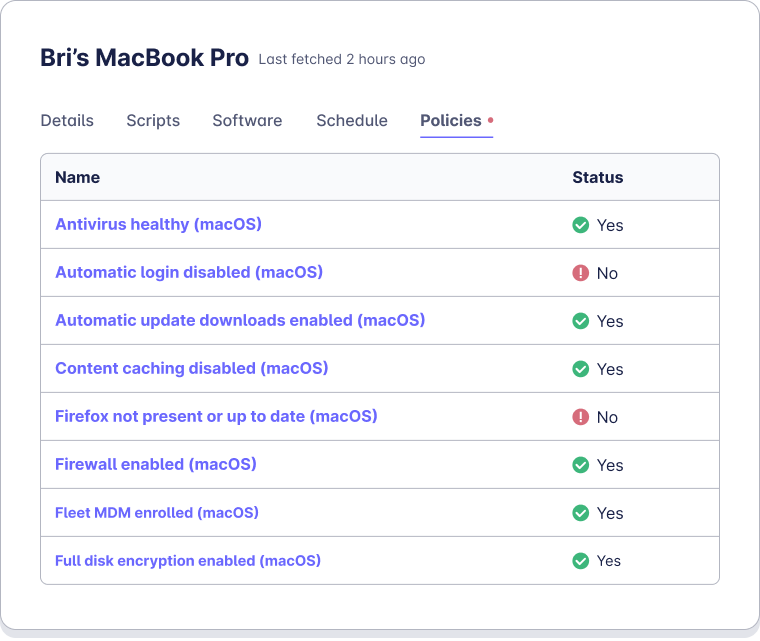 Bri’s MacBook Pro Last fetched 2 hours ago
Details Scripts Software Schedule Policies
Name Status
Antivirus healthy (macOS) Yes
Automatic login disabled (macOS) No
Automatic update downloads enabled (macOS) Yes
Content caching disabled (macOS) Yes
Firefox not present or up to date (macOS) No
Firewall enabled (macOS) Yes
Fleet MDM enrolled (macOS) Yes
Full disk encryption enabled (macOS) Yes